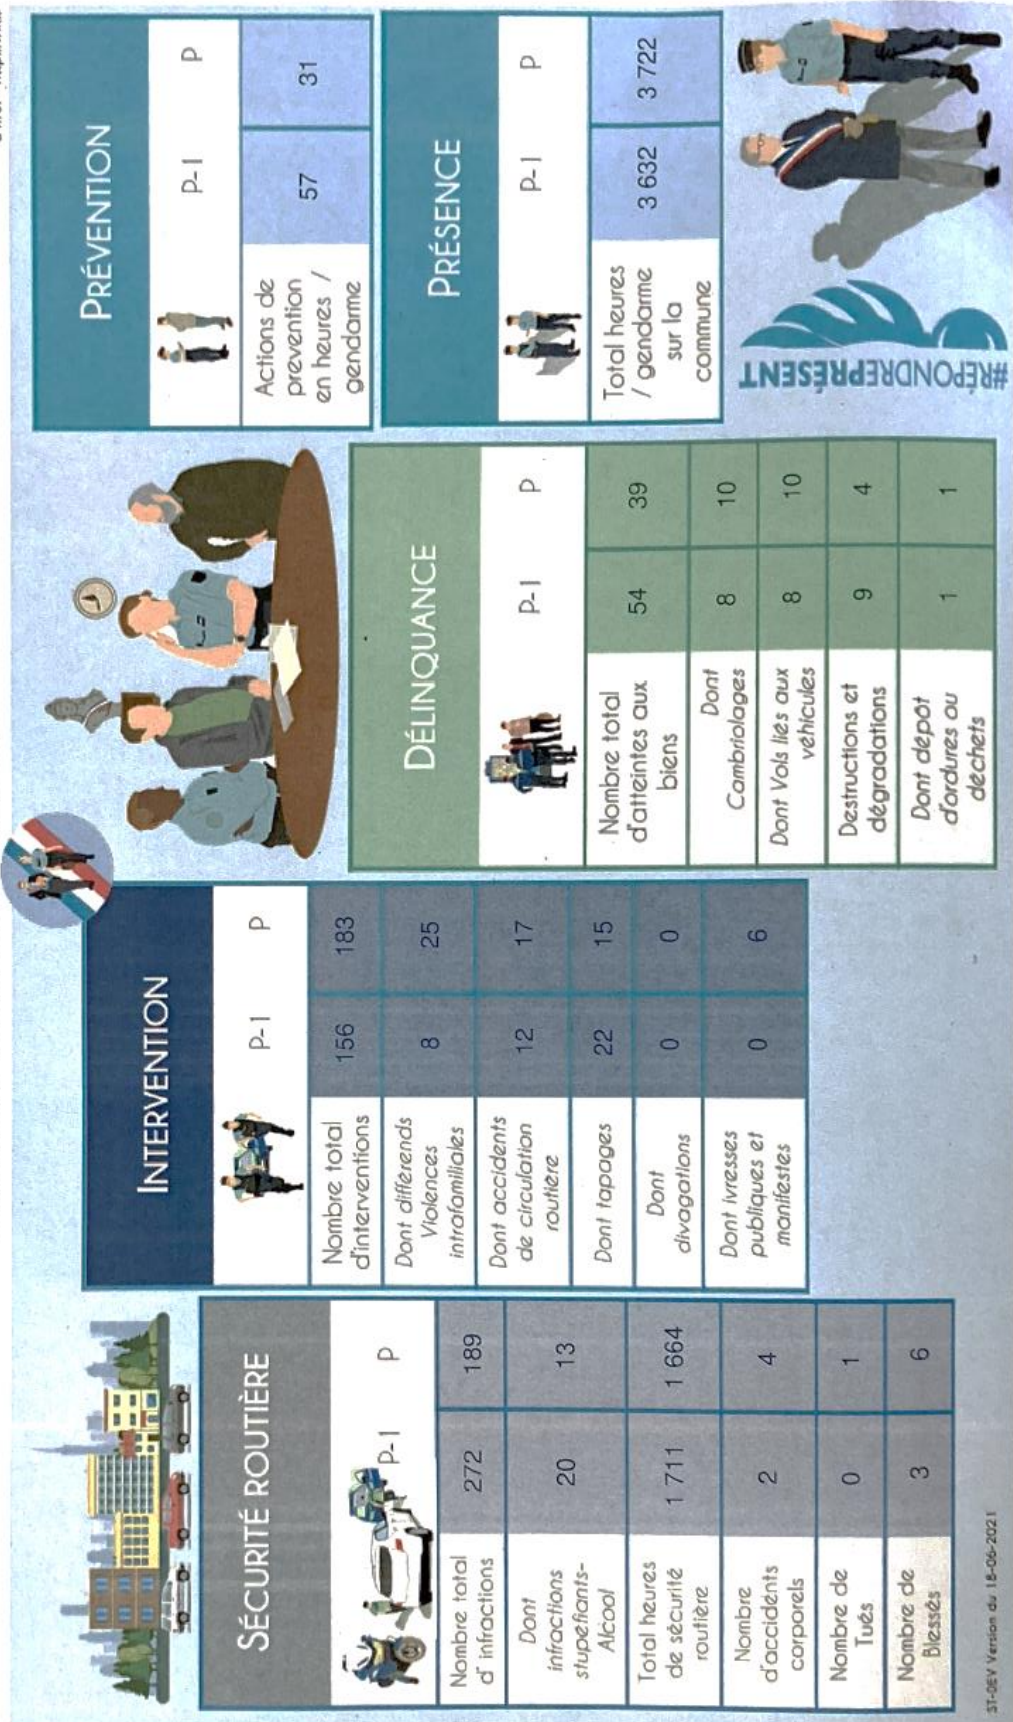 SÉCURITÉ ROUTIÈRE
P-1 P
Nombre total 272 189
d' infractions
Dont 20 13
infractions
stupéfiants-
Alcool
Total heures 1 711 1 664
de sécurité
routière
Nombre 2 4
d'accidents
corporels
Nombre de 0 1
Tués
Nombre de 3 6
Blessés
INTERVENTION
P-1 P
Nombre total 156 183
d'interventions
Dont différends 8 25
Violences
intrafamiliales
Dont accidents 12 17
de circulation
routière
Dont tapages 22 15
Dont 0 0
divagations
Dont ivresses 0 6
publiques et
manifestes
DÉLINQUANCE
P-1 P
Nombre total 54 39
d'atteintes aux
biens
Dont 8 10
Cambriolages
Dont Vols liés aux 8 10
véhicules
Destructions et 9 4
dégradations
Dont dépôt 1 1
d'ordures ou
déchets
PRÉVENTION
P-1 P
Actions de 57 31
prévention
en heures /
gendarme
PRÉSENCE
P-1 P
Total heures 3 632 3 722
/ gendarme
sur la
commune
#RÉPONDREPRÉSENT
ST-DEV Version du 18-06-2021